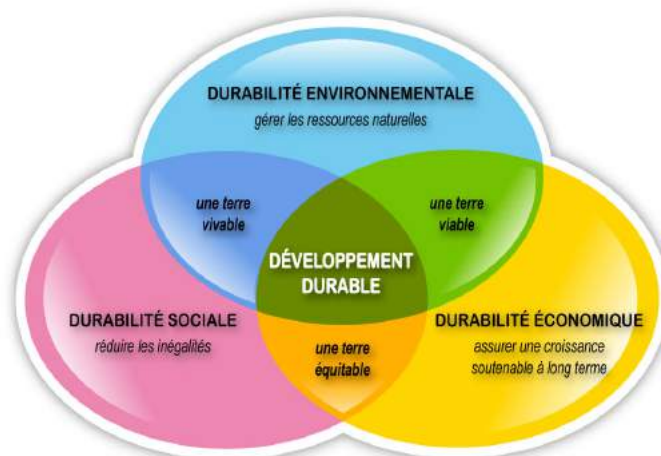 DURABILITÉ ENVIRONNEMENTALE
gérer les ressources naturelles
une terre
vivable
une terre
viable
DÉVELOPPEMENT
DURABLE
DURABILITÉ SOCIALE
réduire les inégalités
une terre
équitable
DURABILITÉ ÉCONOMIQUE
assurer une croissance
soutenable à long terme